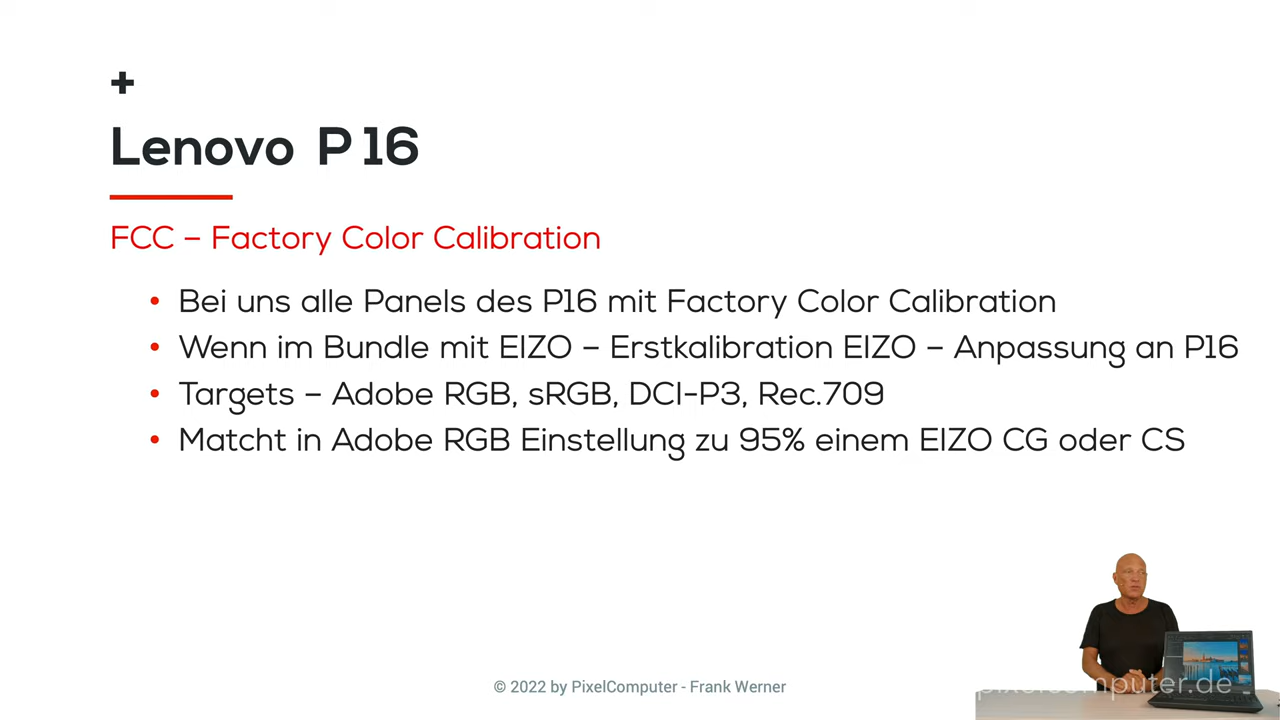 +
Lenovo P16
FCC – Factory Color Calibration
• Bei uns alle Panels des P16 mit Factory Color Calibration
• Wenn im Bundle mit EIZO – Erstkalibration EIZO – Anpassung an P16
• Targets – Adobe RGB, sRGB, DCI-P3, Rec.709
• Matcht in Adobe RGB Einstellung zu 95% einem EIZO CG oder CS
© 2022 by PixelComputer - Frank Werner
pixelcomputer.de